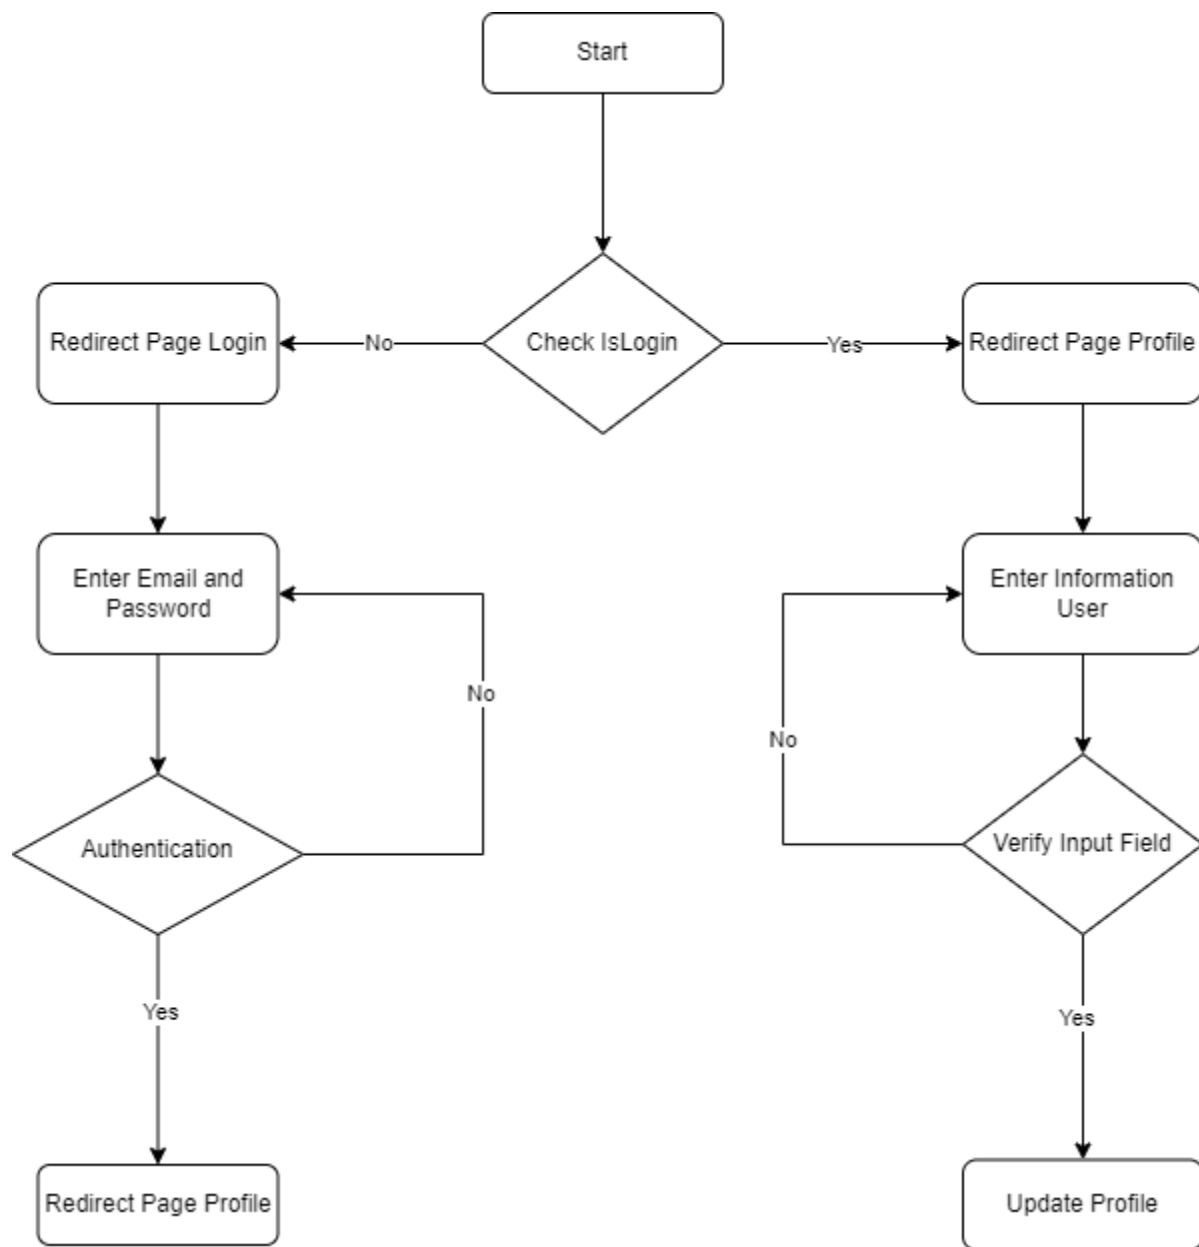 Start
Redirect Page Login
No
Check IsLogin
Yes
Redirect Page Profile
Enter Email and
Password
Enter Information
User
No
No
Authentication
Verify Input Field
Yes
Yes
Redirect Page Profile
Update Profile